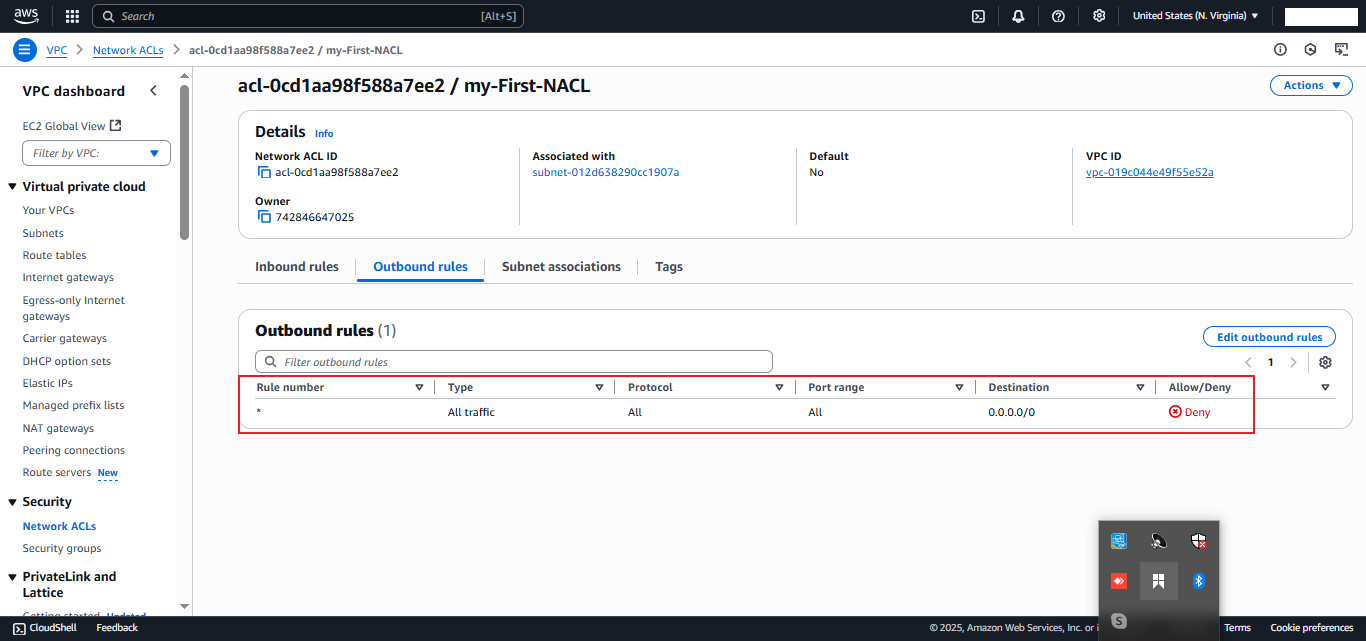 aws
Search [Alt+S]
United States (N. Virginia)
VPC > Network ACLs > acl-0cd1aa98f588a7ee2 / my-First-NACL
VPC dashboard
EC2 Global View
Filter by VPC:
Virtual private cloud
Your VPCs
Subnets
Route tables
Internet gateways
Egress-only Internet
gateways
Carrier gateways
DHCP option sets
Elastic IPs
Managed prefix lists
NAT gateways
Peering connections
Route servers New
Security
Network ACLs
Security groups
PrivateLink and
Lattice
Getting started Updated
acl-0cd1aa98f588a7ee2 / my-First-NACL
Actions
Details Info
Network ACL ID
acl-0cd1aa98f588a7ee2
Owner
742846647025
Associated with
subnet-012d638290cc1907a
Default
No
VPC ID
vpc-019c044e49f55e52a
Inbound rules Outbound rules Subnet associations Tags
Outbound rules (1)
Edit outbound rules
Filter outbound rules
1
Rule number Type Protocol Port range Destination Allow/Deny
* All traffic All All 0.0.0.0/0 Deny
S
CloudShell Feedback © 2025, Amazon Web Services, Inc. or Terms Cookie preferences